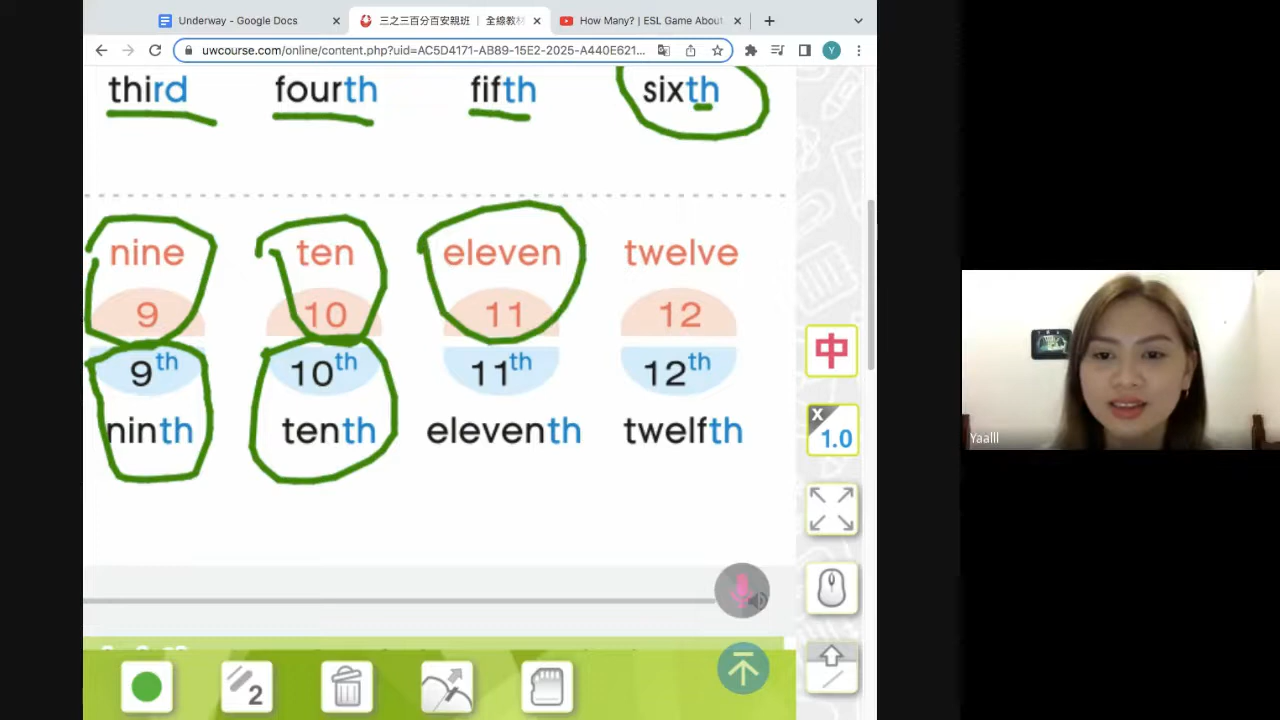 Underway - Google Docs
三之三百分百安親班 | 全線教材
How Many? | ESL Game About
uwcourse.com/online/content.php?uid=AC5D4171-AB89-15E2-2025-A440E621...
Y
third fourth fifth sixth
nine ten eleven twelve
9 10 11 12
9th 10th 11th 12th
ninth tenth eleventh twelfth
中
X
1.0
2
Yaalll